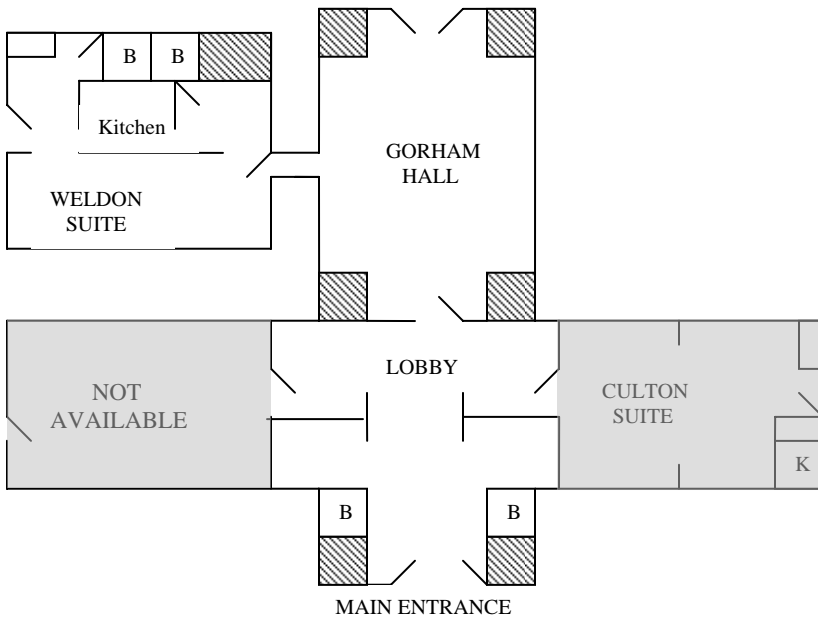 B B
Kitchen
GORHAM
HALL
WELDON
SUITE
LOBBY
NOT
AVAILABLE
CULTON
SUITE
K
B B
MAIN ENTRANCE